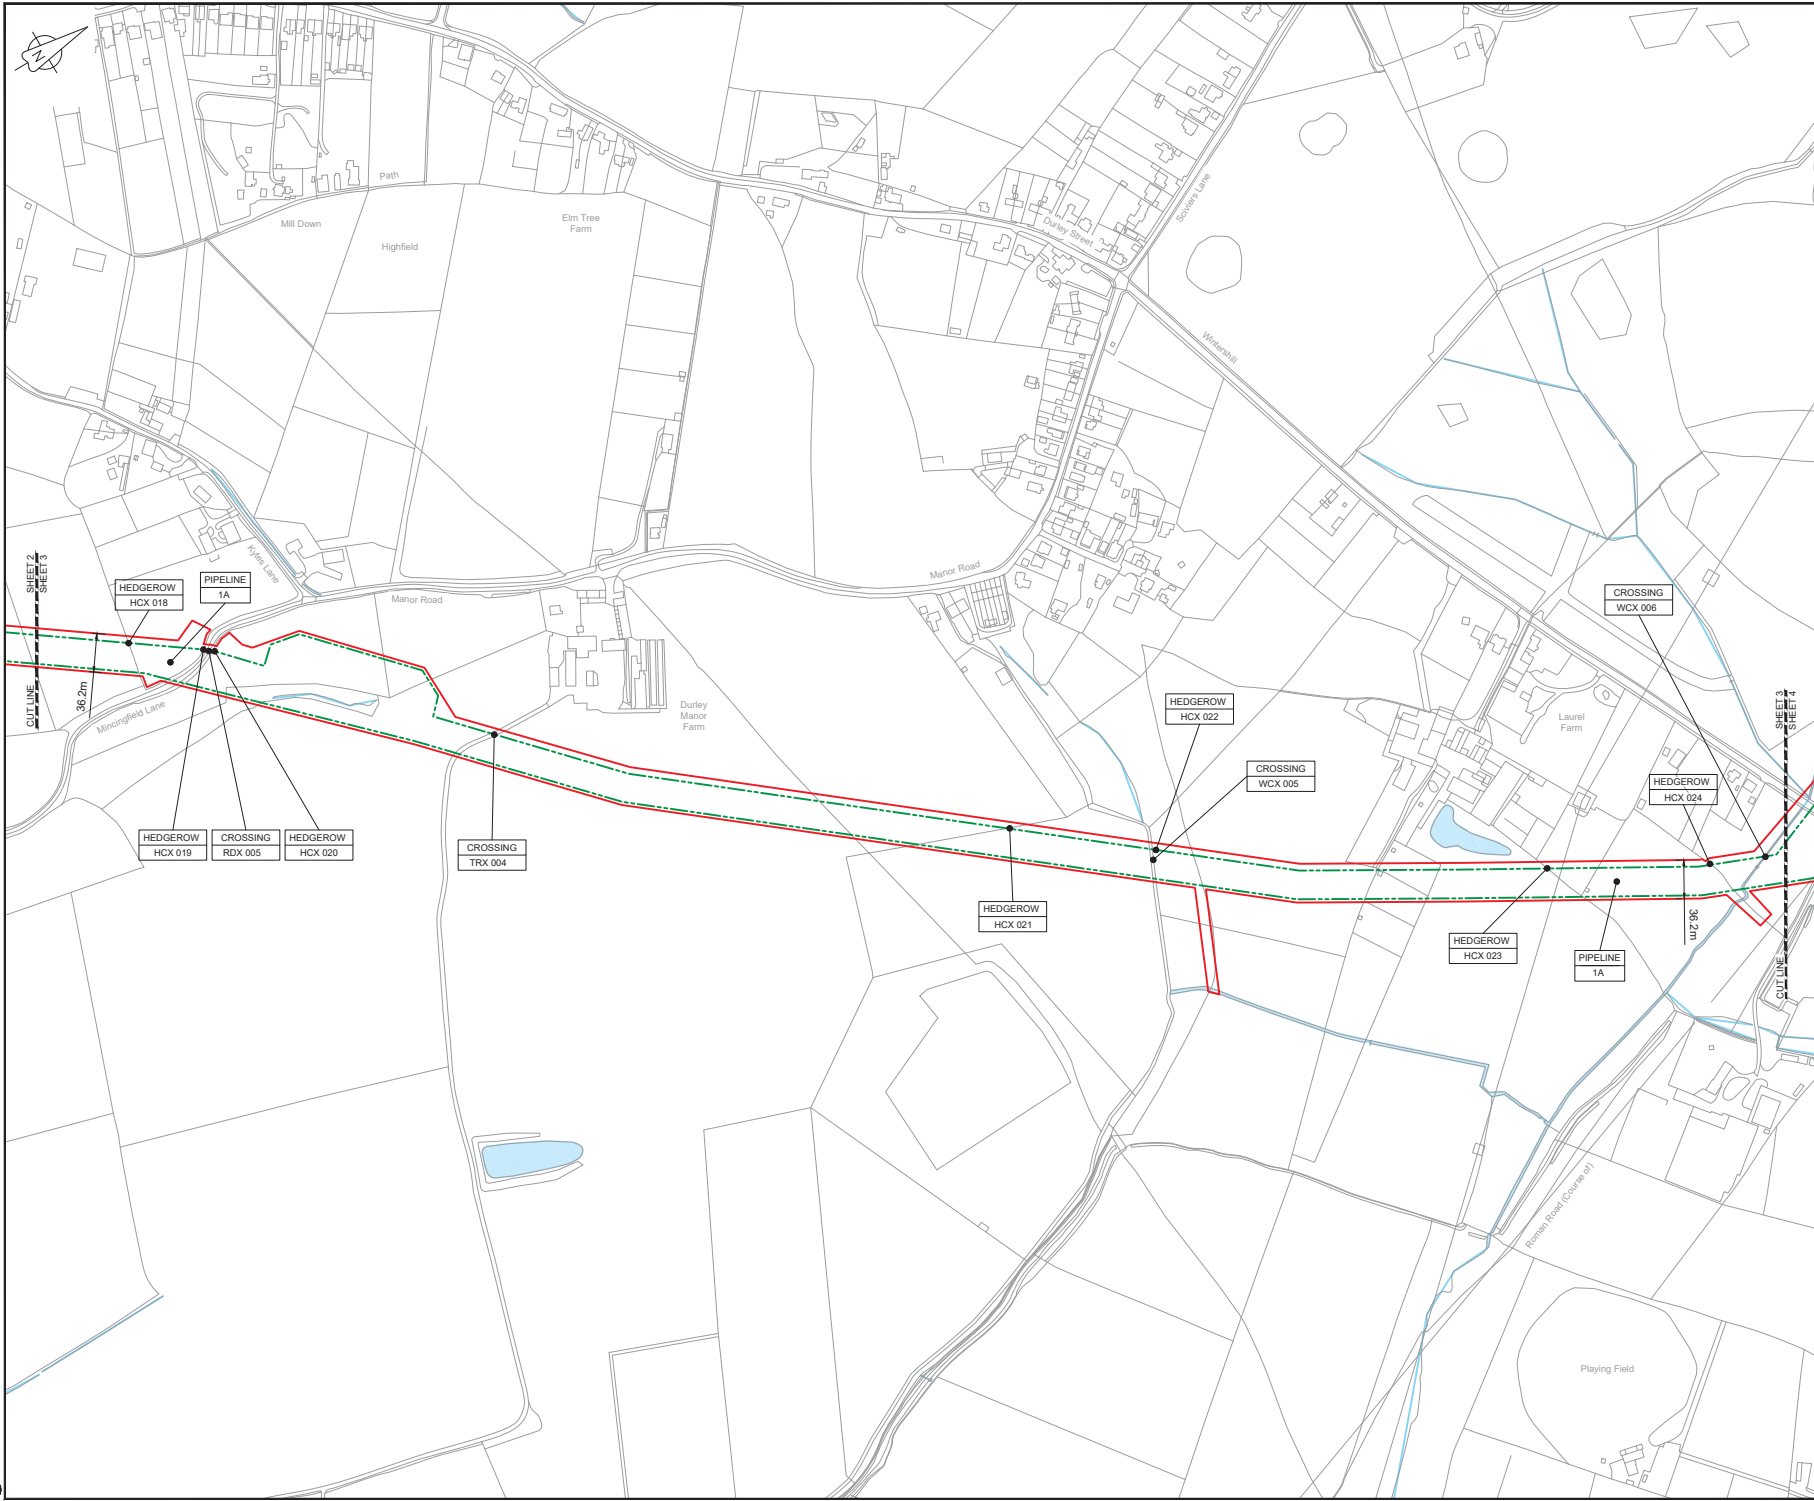 N
Path
Mill Down
Highfield
Elm Tree
Farm
Durley Street
Sciviers Lane
Wintershill
Kytes Lane
Manor Road
Manor Road
SHEET 2
SHEET 3
CUT LINE
36.2m
HEDGEROW
HCX 018
PIPELINE
1A
Mincingfield Lane
HEDGEROW
HCX 019
CROSSING
RDX 005
HEDGEROW
HCX 020
CROSSING
TRX 004
Durley
Manor
Farm
HEDGEROW
HCX 021
HEDGEROW
HCX 022
CROSSING
WCX 005
CROSSING
WCX 006
Laurel
Farm
HEDGEROW
HCX 024
HEDGEROW
HCX 023
PIPELINE
1A
36.2m
SHEET 3
SHEET 4
CUT LINE
Roman Road (Course of)
Playing Field